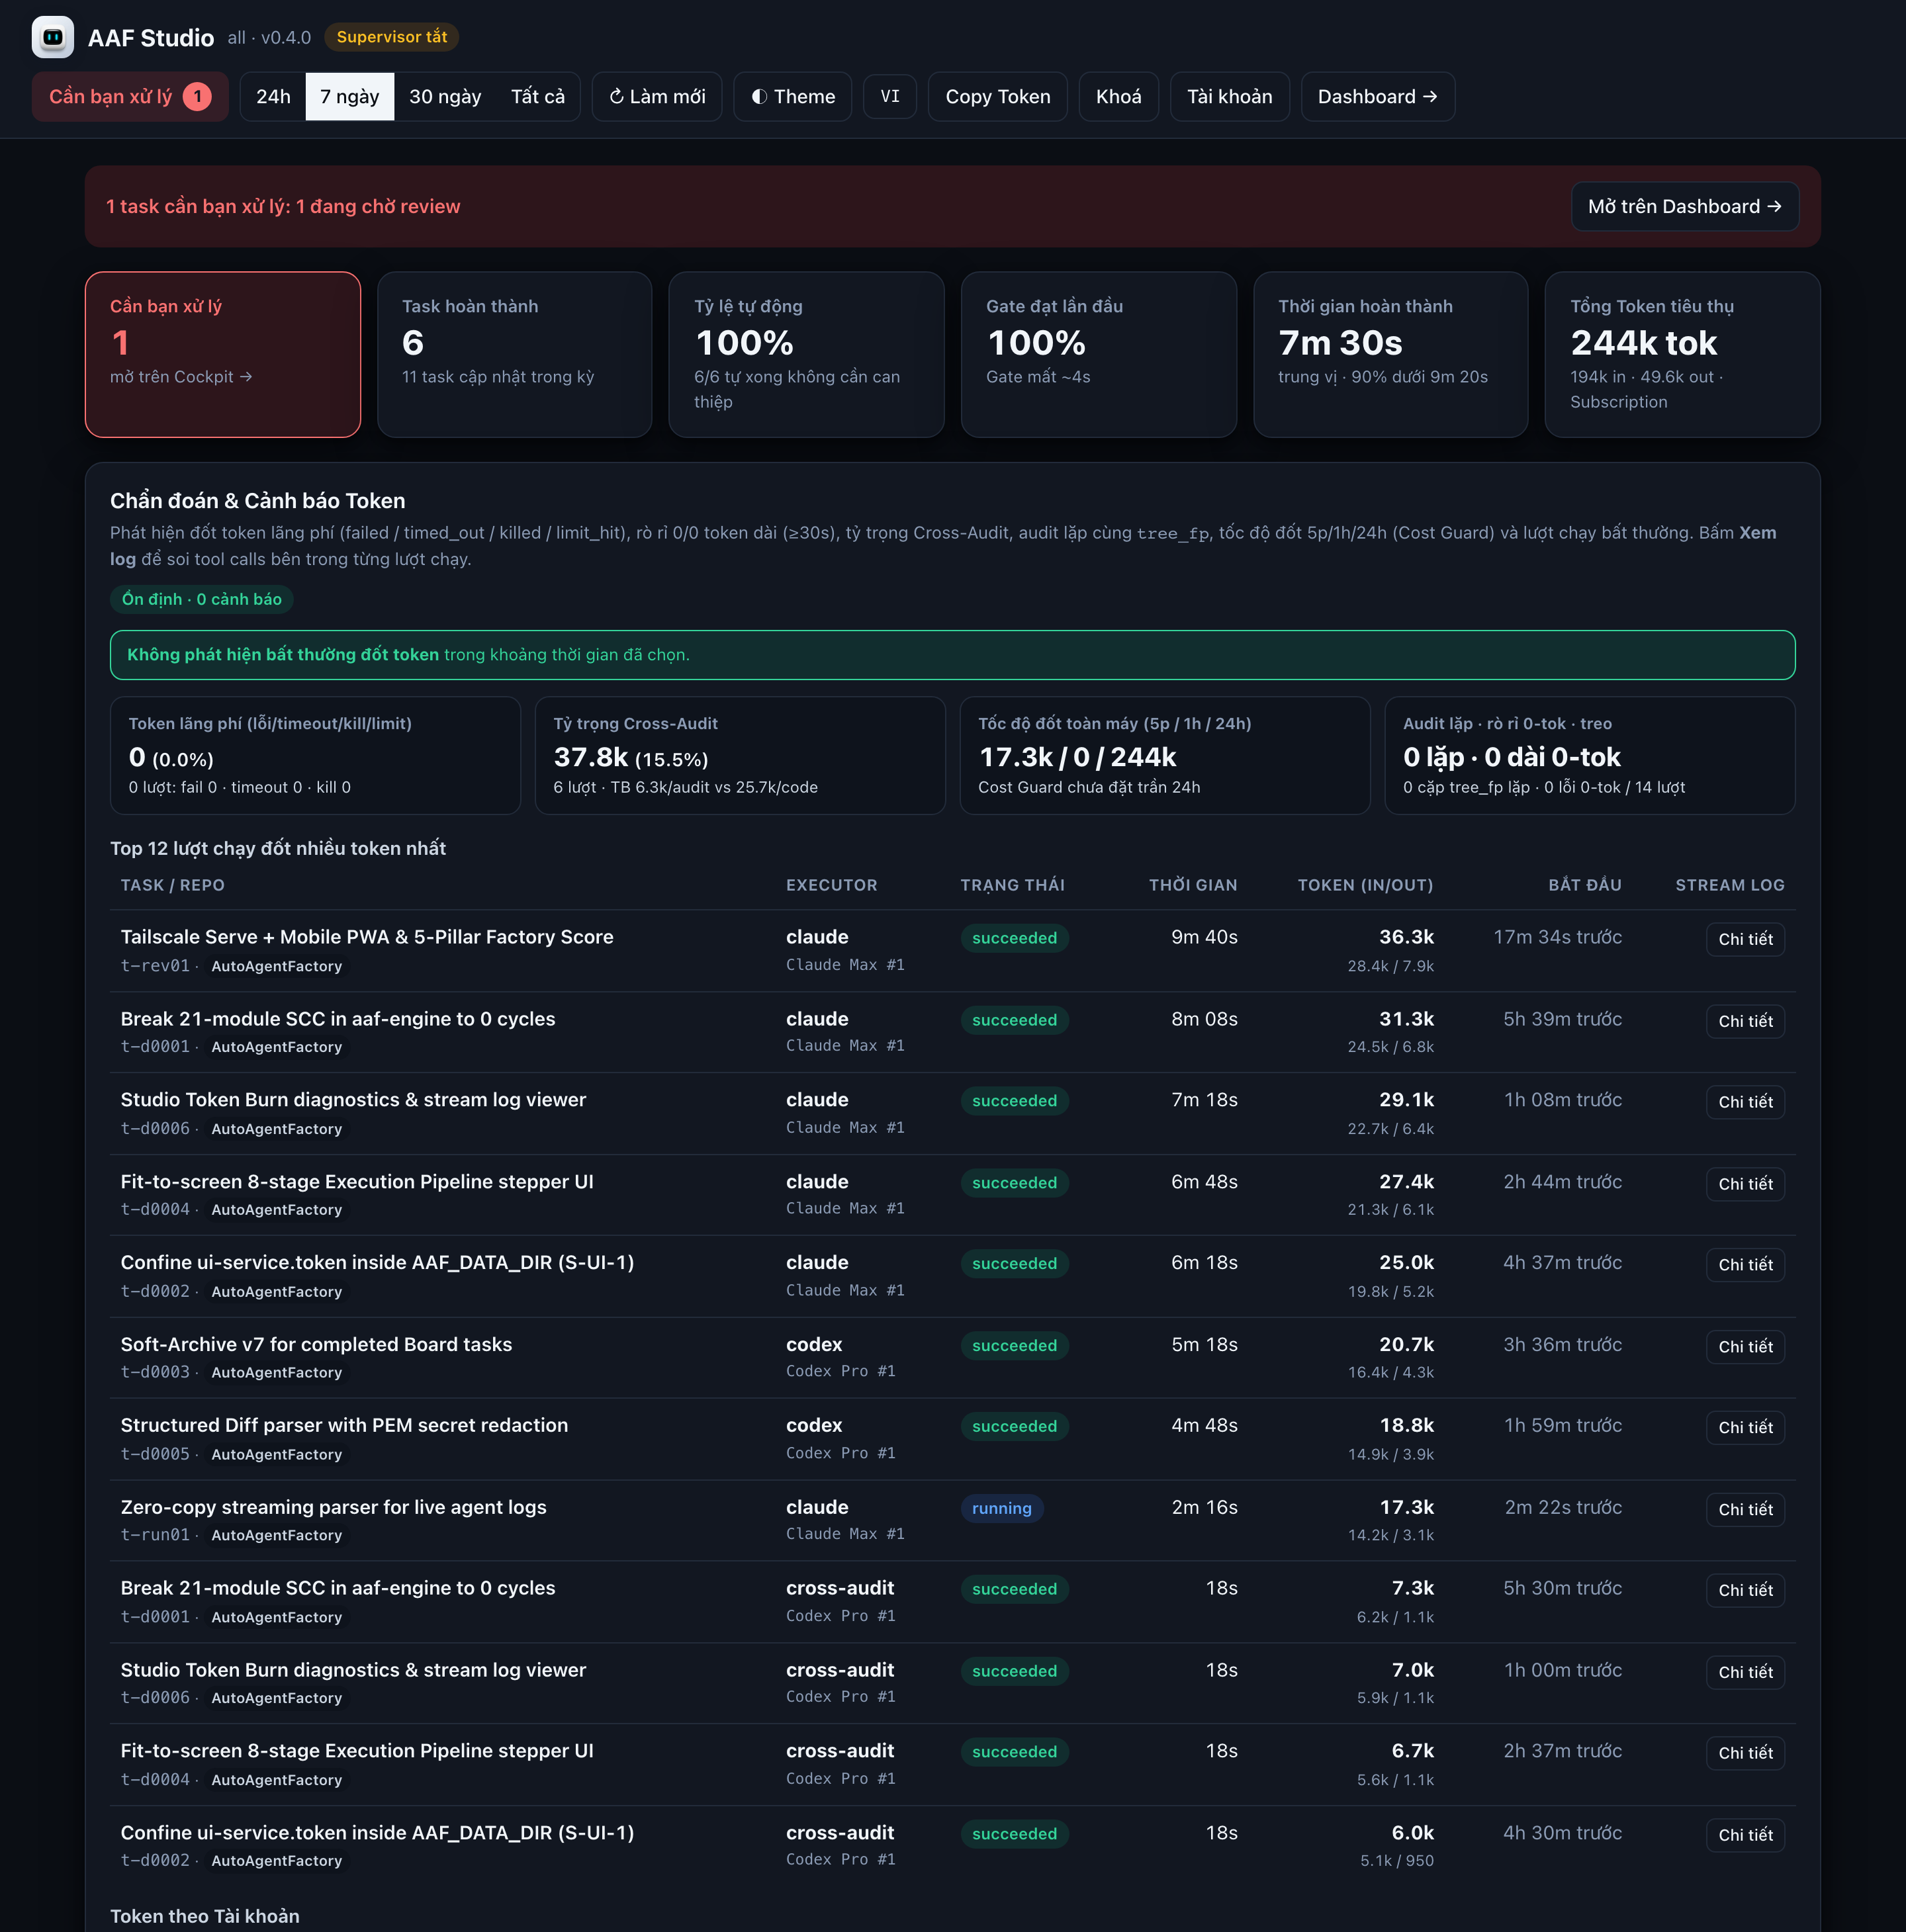 AAF Studio all · v0.4.0 Supervisor tắt
Cần bạn xử lý 1 24h 7 ngày 30 ngày Tất cả ↻ Làm mới ◐ Theme VI Copy Token Khoá Tài khoản Dashboard →
1 task cần bạn xử lý: 1 đang chờ review Mở trên Dashboard →
Cần bạn xử lý
1
mở trên Cockpit →
Task hoàn thành
6
11 task cập nhật trong kỳ
Tỷ lệ tự động
100%
6/6 tự xong không cần can
thiệp
Gate đạt lần đầu
100%
Gate mất ~4s
Thời gian hoàn thành
7m 30s
trung vị · 90% dưới 9m 20s
Tổng Token tiêu thụ
244k tok
194k in · 49.6k out ·
Subscription
Chẩn đoán & Cảnh báo Token
Phát hiện đốt token lãng phí (failed / timed_out / killed / limit_hit), rò rỉ 0/0 token dài (≥30s), tỷ trọng Cross-Audit, audit lặp cùng tree_fp, tốc độ đốt 5p/1h/24h (Cost Guard) và lượt chạy bất thường. Bấm Xem
log để soi tool calls bên trong từng lượt chạy.
Ổn định · 0 cảnh báo
Không phát hiện bất thường đốt token trong khoảng thời gian đã chọn.
Token lãng phí (lỗi/timeout/kill/limit)
0 (0.0%)
0 lượt: fail 0 · timeout 0 · kill 0
Tỷ trọng Cross-Audit
37.8k (15.5%)
6 lượt · TB 6.3k/audit vs 25.7k/code
Tốc độ đốt toàn máy (5p / 1h / 24h)
17.3k / 0 / 244k
Cost Guard chưa đặt trần 24h
Audit lặp · rò rỉ 0-tok · treo
0 lặp · 0 dài 0-tok
0 cặp tree_fp lặp · 0 lỗi 0-tok / 14 lượt
Top 12 lượt chạy đốt nhiều token nhất
TASK / REPO EXECUTOR TRẠNG THÁI THỜI GIAN TOKEN (IN/OUT) BẮT ĐẦU STREAM LOG
Tailscale Serve + Mobile PWA & 5-Pillar Factory Score claude succeeded 9m 40s 36.3k 17m 34s trước Chi tiết
t-rev01 · AutoAgentFactory Claude Max #1 28.4k / 7.9k
Break 21-module SCC in aaf-engine to 0 cycles claude succeeded 8m 08s 31.3k 5h 39m trước Chi tiết
t-d0001 · AutoAgentFactory Claude Max #1 24.5k / 6.8k
Studio Token Burn diagnostics & stream log viewer claude succeeded 7m 18s 29.1k 1h 08m trước Chi tiết
t-d0006 · AutoAgentFactory Claude Max #1 22.7k / 6.4k
Fit-to-screen 8-stage Execution Pipeline stepper UI claude succeeded 6m 48s 27.4k 2h 44m trước Chi tiết
t-d0004 · AutoAgentFactory Claude Max #1 21.3k / 6.1k
Confine ui-service.token inside AAF_DATA_DIR (S-UI-1) claude succeeded 6m 18s 25.0k 4h 37m trước Chi tiết
t-d0002 · AutoAgentFactory Claude Max #1 19.8k / 5.2k
Soft-Archive v7 for completed Board tasks codex succeeded 5m 18s 20.7k 3h 36m trước Chi tiết
t-d0003 · AutoAgentFactory Codex Pro #1 16.4k / 4.3k
Structured Diff parser with PEM secret redaction codex succeeded 4m 48s 18.8k 1h 59m trước Chi tiết
t-d0005 · AutoAgentFactory Codex Pro #1 14.9k / 3.9k
Zero-copy streaming parser for live agent logs claude running 2m 16s 17.3k 2m 22s trước Chi tiết
t-run01 · AutoAgentFactory Claude Max #1 14.2k / 3.1k
Break 21-module SCC in aaf-engine to 0 cycles cross-audit succeeded 18s 7.3k 5h 30m trước Chi tiết
t-d0001 · AutoAgentFactory Codex Pro #1 6.2k / 1.1k
Studio Token Burn diagnostics & stream log viewer cross-audit succeeded 18s 7.0k 1h 00m trước Chi tiết
t-d0006 · AutoAgentFactory Codex Pro #1 5.9k / 1.1k
Fit-to-screen 8-stage Execution Pipeline stepper UI cross-audit succeeded 18s 6.7k 2h 37m trước Chi tiết
t-d0004 · AutoAgentFactory Codex Pro #1 5.6k / 1.1k
Confine ui-service.token inside AAF_DATA_DIR (S-UI-1) cross-audit succeeded 18s 6.0k 4h 30m trước Chi tiết
t-d0002 · AutoAgentFactory Codex Pro #1 5.1k / 950
Token theo Tài khoản